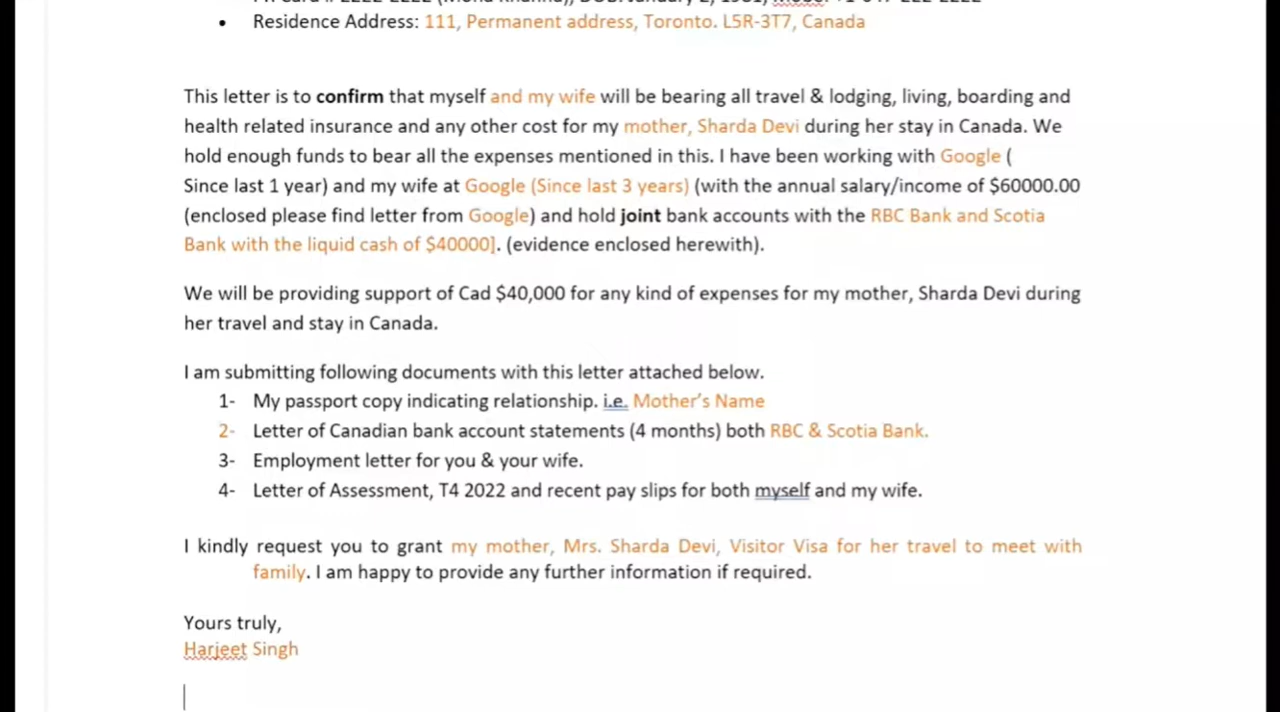 Residence Address: 111, Permanent address, Toronto. L5R-3T7, Canada
This letter is to confirm that myself and my wife will be bearing all travel & lodging, living, boarding and
health related insurance and any other cost for my mother, Sharda Devi during her stay in Canada. We
hold enough funds to bear all the expenses mentioned in this. I have been working with Google (
Since last 1 year) and my wife at Google (Since last 3 years) (with the annual salary/income of $60000.00
(enclosed please find letter from Google) and hold joint bank accounts with the RBC Bank and Scotia
Bank with the liquid cash of $40000]. (evidence enclosed herewith).
We will be providing support of Cad $40,000 for any kind of expenses for my mother, Sharda Devi during
her travel and stay in Canada.
I am submitting following documents with this letter attached below.
1- My passport copy indicating relationship. i.e. Mother's Name
2- Letter of Canadian bank account statements (4 months) both RBC & Scotia Bank.
3- Employment letter for you & your wife.
4- Letter of Assessment, T4 2022 and recent pay slips for both myself and my wife.
I kindly request you to grant my mother, Mrs. Sharda Devi, Visitor Visa for her travel to meet with
family. I am happy to provide any further information if required.
Yours truly,
Harjeet Singh